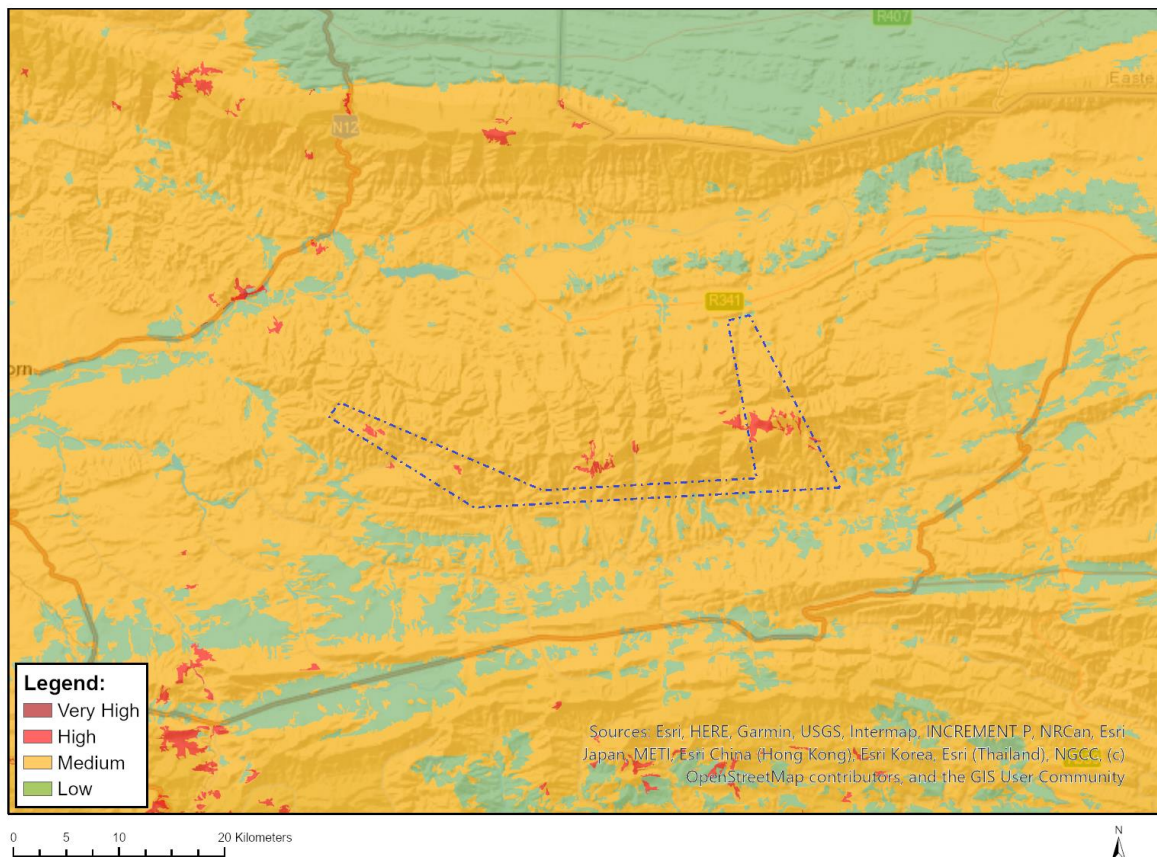 R407
Easte
N12
R341
orn
Legend:
Very High
High
Medium
Low
Sources: Esri, HERE, Garmin, USGS, Intermap, INCREMENT P, NRCan, Esri
Japan, METI, Esri China (Hong Kong), Esri Korea, Esri (Thailand), NGCC, (c)
OpenStreetMap contributors, and the GIS User Community
0 5 10 20 Kilometers
N